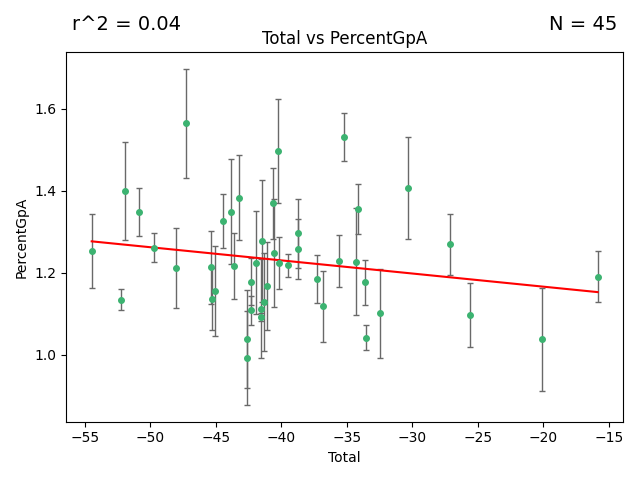 r^2 = 0.04
N = 45
Total vs PercentGpA
PercentGpA
1.6
1.4
1.2
1.0
−55
−50
−45
−40
−35
−30
−25
−20
−15
Total